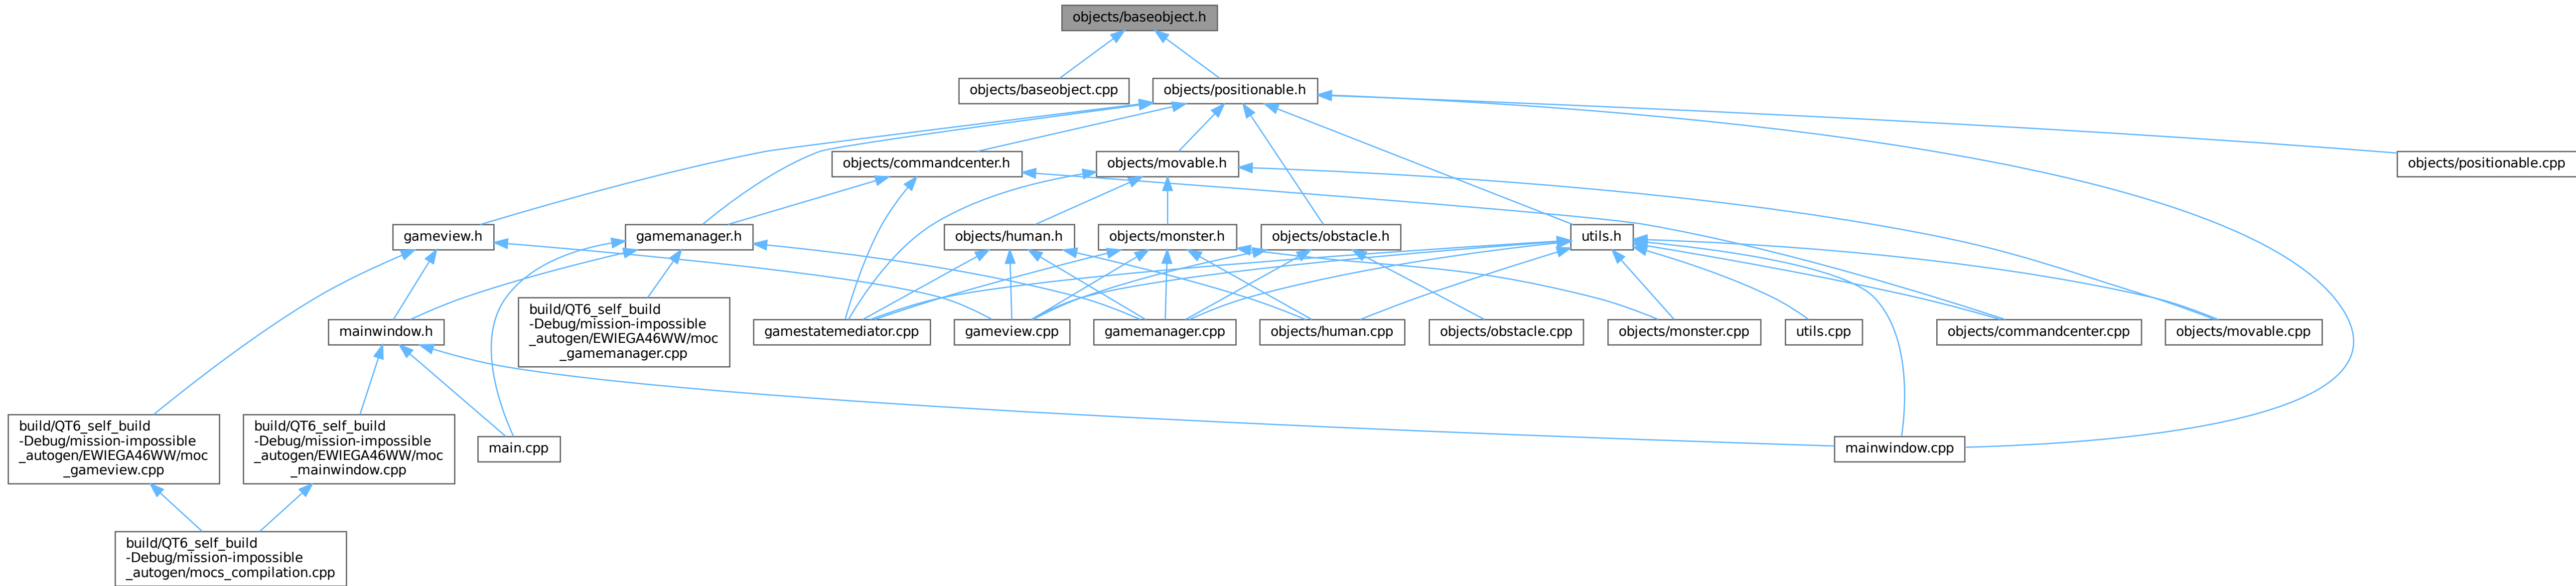 objects/baseobject.h
objects/baseobject.cpp
objects/positionable.h
objects/commandcenter.h
objects/movable.h
objects/positionable.cpp
gameview.h
gamemanager.h
objects/human.h
objects/monster.h
objects/obstacle.h
utils.h
build/QT6_self_build
-Debug/mission-impossible
_autogen/EWIEGA46WW/moc
_gamemanager.cpp
mainwindow.h
gamestatemediator.cpp
gameview.cpp
gamemanager.cpp
objects/human.cpp
objects/obstacle.cpp
objects/monster.cpp
utils.cpp
objects/commandcenter.cpp
objects/movable.cpp
build/QT6_self_build
-Debug/mission-impossible
_autogen/EWIEGA46WW/moc
_gameview.cpp
build/QT6_self_build
-Debug/mission-impossible
_autogen/EWIEGA46WW/moc
_mainwindow.cpp
main.cpp
mainwindow.cpp
build/QT6_self_build
-Debug/mission-impossible
_autogen/mocs_compilation.cpp